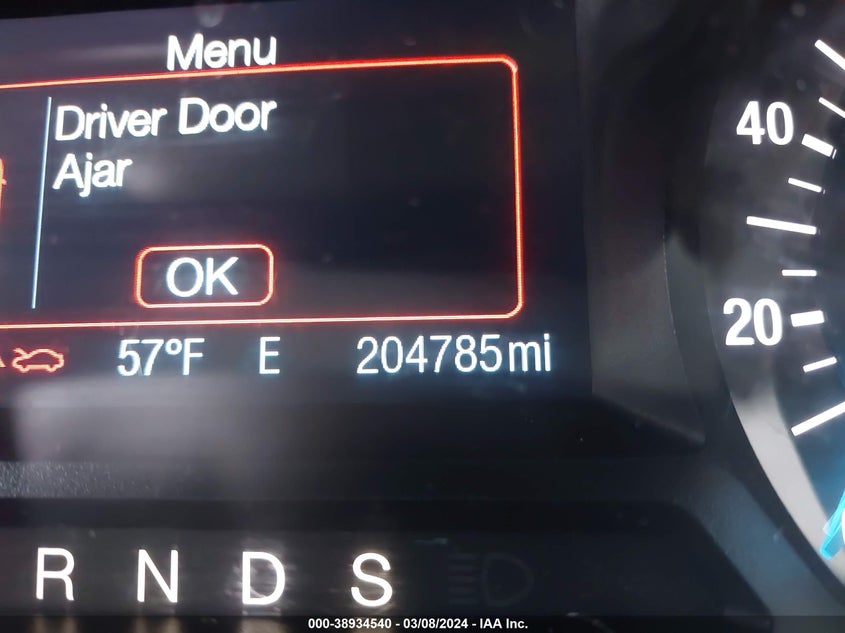 Menu
Driver Door
Ajar
OK
57°F E 204785mi
40
20
R N D S
000-38934540 - 03/08/2024 - IAA Inc.